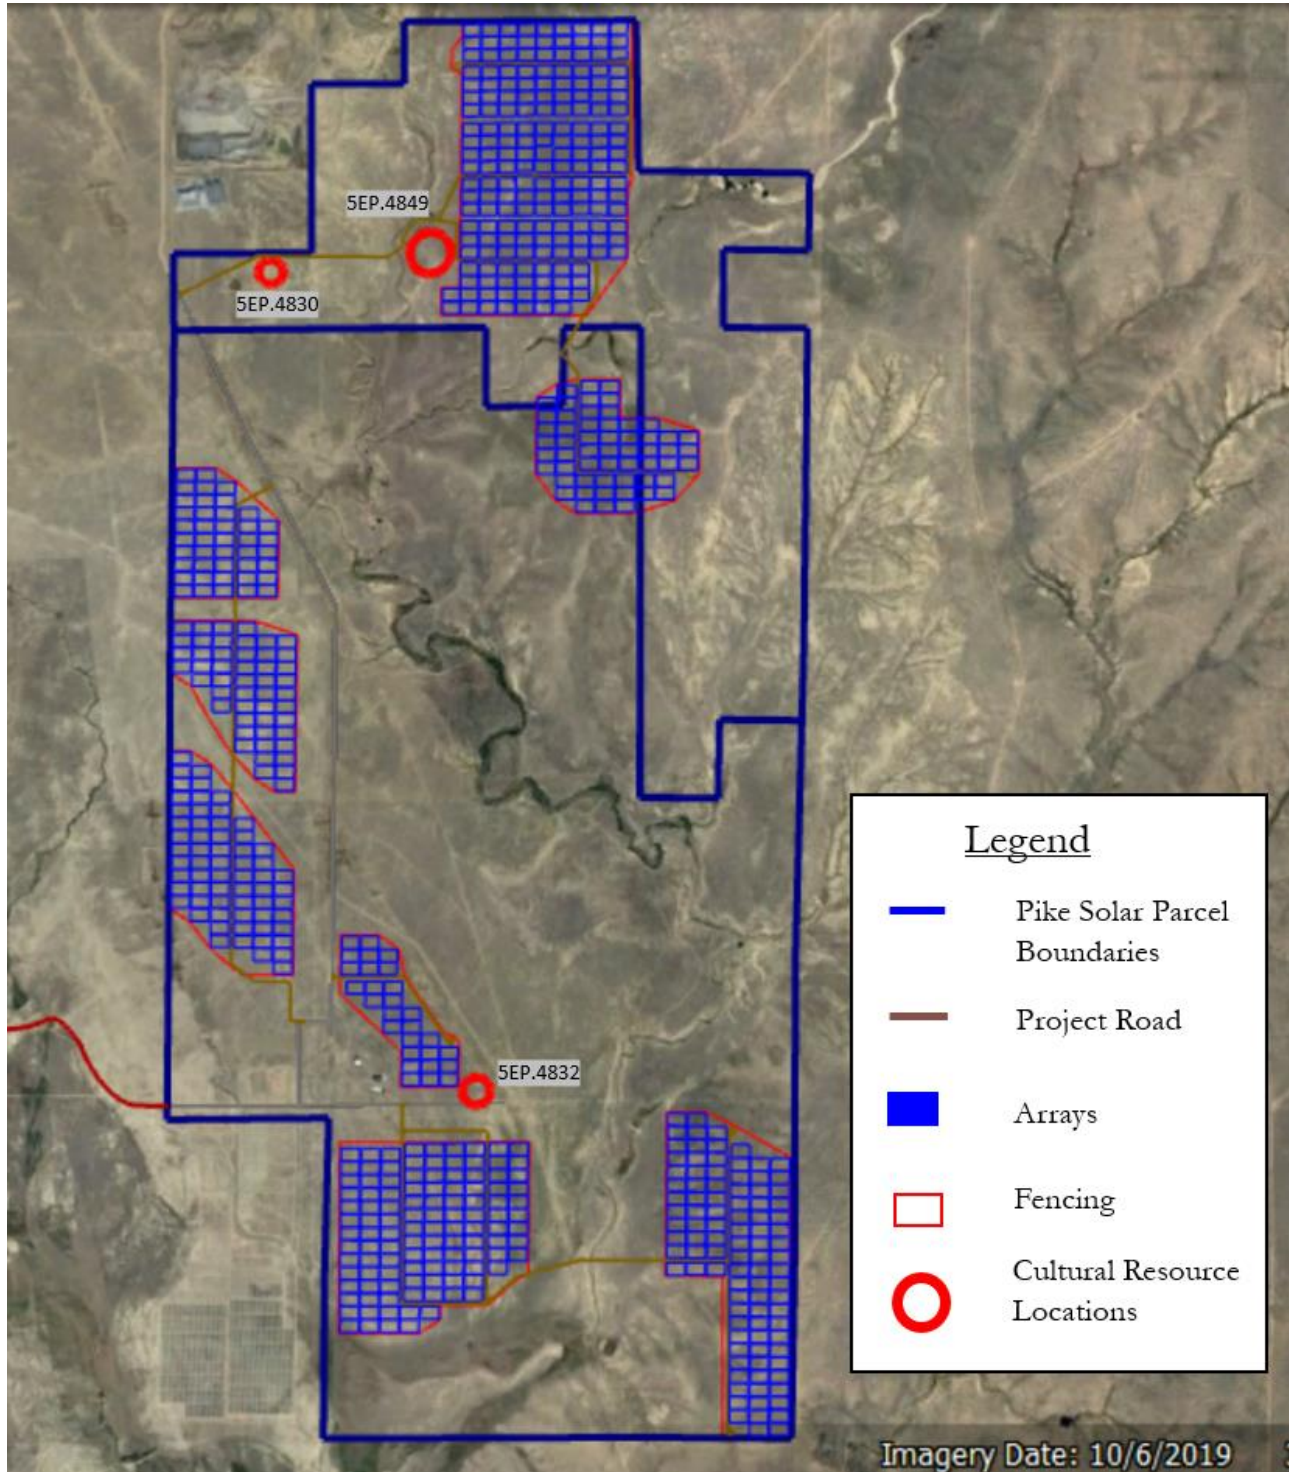 5EP.4849
5EP.4830
5EP.4832
Legend
Pike Solar Parcel
Boundaries
Project Road
Arrays
Fencing
Cultural Resource
Locations
Imagery Date: 10/6/2019